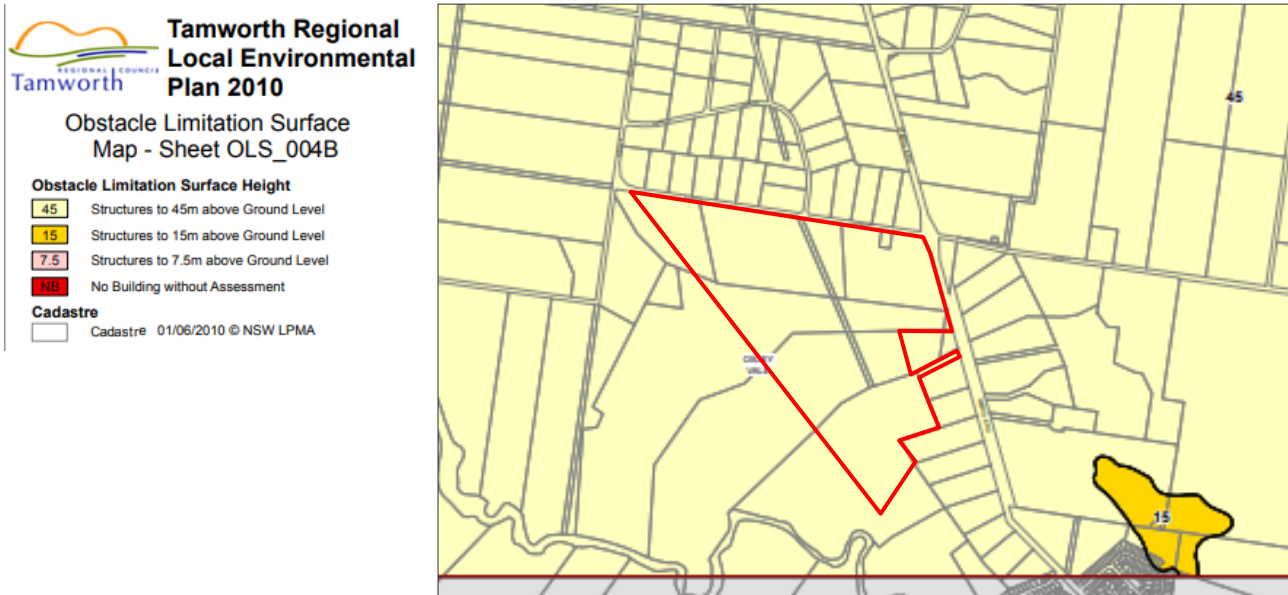 Tamworth Regional
Local Environmental
Plan 2010
REGIONAL COUNCIL
Tamworth
Obstacle Limitation Surface
Map - Sheet OLS_004B
Obstacle Limitation Surface Height
45 Structures to 45m above Ground Level
15 Structures to 15m above Ground Level
7.5 Structures to 7.5m above Ground Level
NB No Building without Assessment
Cadastre
Cadastre 01/06/2010 © NSW LPMA
45
15